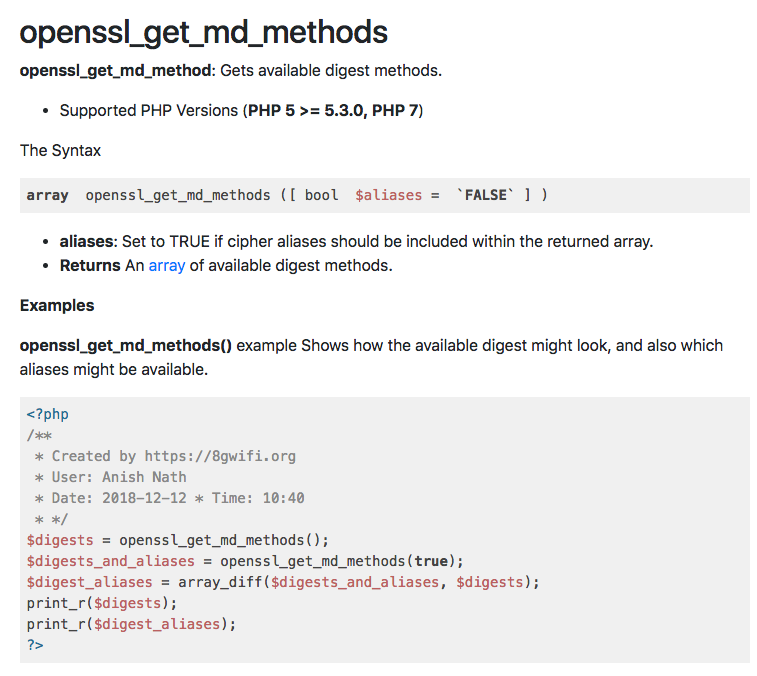 openssl_get_md_methods
openssl_get_md_method: Gets available digest methods.
• Supported PHP Versions (PHP 5 >= 5.3.0, PHP 7)
The Syntax
array  openssl_get_md_methods ([ bool  $aliases =  `FALSE` ] )
• aliases: Set to TRUE if cipher aliases should be included within the returned array.
• Returns An array of available digest methods.
Examples
openssl_get_md_methods() example Shows how the available digest might look, and also which
aliases might be available.
<?php
/**
 * Created by https://8gwifi.org
 * User: Anish Nath
 * Date: 2018-12-12 * Time: 10:40
 * */
$digests = openssl_get_md_methods();
$digests_and_aliases = openssl_get_md_methods(true);
$digest_aliases = array_diff($digests_and_aliases, $digests);
print_r($digests);
print_r($digest_aliases);
?>